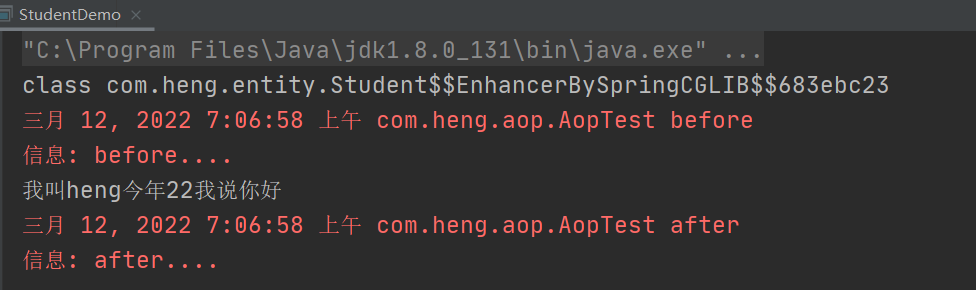 StudentDemo
"C:\Program Files\Java\jdk1.8.0_131\bin\java.exe" ...
class com.heng.entity.Student$$EnhancerBySpringCGLIB$$683ebc23
三月 12, 2022 7:06:58 上午 com.heng.aop.AopTest before
信息: before....
我叫heng今年22我说你好
三月 12, 2022 7:06:58 上午 com.heng.aop.AopTest after
信息: after....